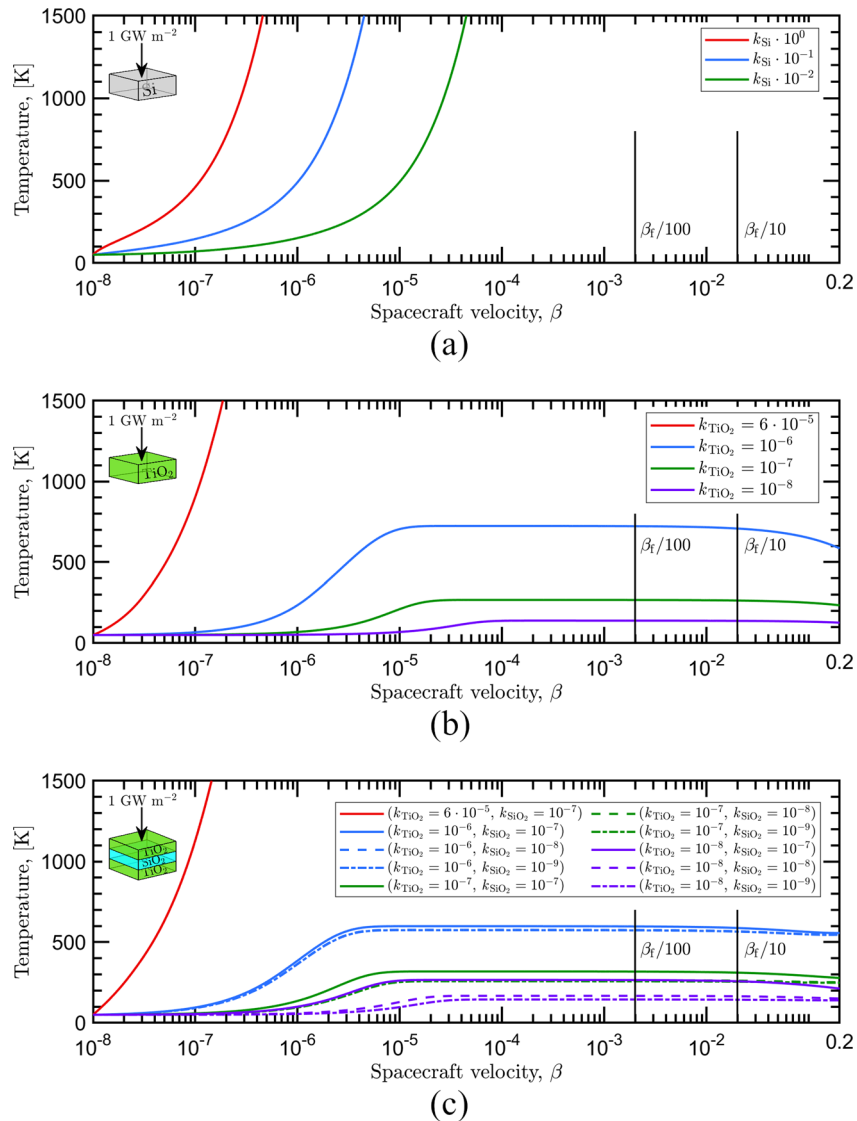 1500
1 GW m⁻²
Si
k_Si · 10⁰
k_Si · 10⁻¹
k_Si · 10⁻²
1000
500
β_f/100
β_f/10
0
Temperature, [K]
10⁻⁸
10⁻⁷
10⁻⁶
10⁻⁵
10⁻⁴
10⁻³
10⁻²
0.2
Spacecraft velocity, β
(a)
1500
1 GW m⁻²
TiO₂
k_TiO₂ = 6 · 10⁻⁵
k_TiO₂ = 10⁻⁶
k_TiO₂ = 10⁻⁷
k_TiO₂ = 10⁻⁸
1000
500
β_f/100
β_f/10
0
Temperature, [K]
10⁻⁸
10⁻⁷
10⁻⁶
10⁻⁵
10⁻⁴
10⁻³
10⁻²
0.2
Spacecraft velocity, β
(b)
1500
1 GW m⁻²
TiO₂
SiO₂
TiO₂
(k_TiO₂ = 6 · 10⁻⁵, k_SiO₂ = 10⁻⁷)
(k_TiO₂ = 10⁻⁶, k_SiO₂ = 10⁻⁷)
(k_TiO₂ = 10⁻⁶, k_SiO₂ = 10⁻⁸)
(k_TiO₂ = 10⁻⁶, k_SiO₂ = 10⁻⁹)
(k_TiO₂ = 10⁻⁷, k_SiO₂ = 10⁻⁷)
(k_TiO₂ = 10⁻⁷, k_SiO₂ = 10⁻⁸)
(k_TiO₂ = 10⁻⁷, k_SiO₂ = 10⁻⁹)
(k_TiO₂ = 10⁻⁸, k_SiO₂ = 10⁻⁷)
(k_TiO₂ = 10⁻⁸, k_SiO₂ = 10⁻⁸)
(k_TiO₂ = 10⁻⁸, k_SiO₂ = 10⁻⁹)
1000
500
β_f/100
β_f/10
0
Temperature, [K]
10⁻⁸
10⁻⁷
10⁻⁶
10⁻⁵
10⁻⁴
10⁻³
10⁻²
0.2
Spacecraft velocity, β
(c)